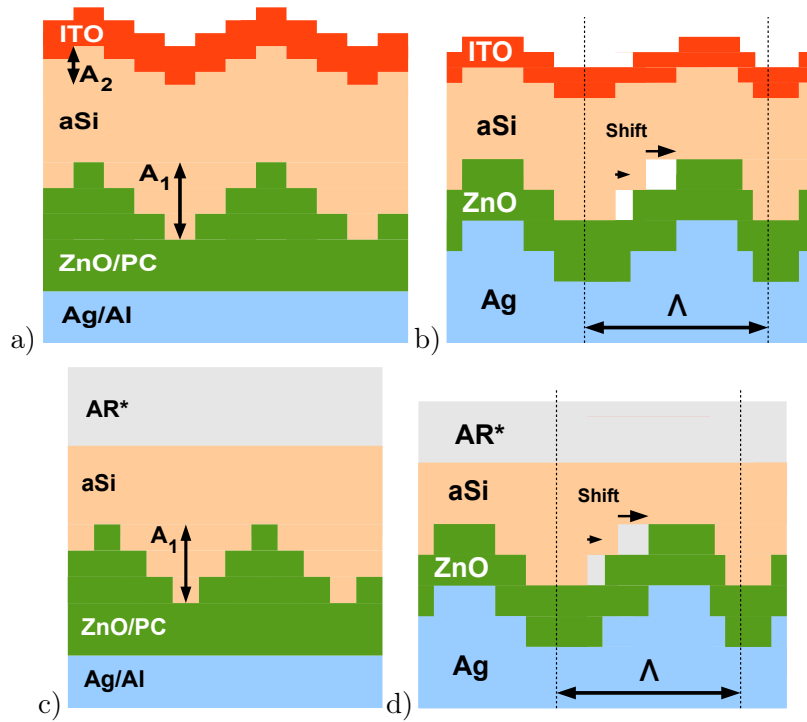 ITO
A2
aSi
A1
ZnO/PC
Ag/Al
a)
ITO
aSi
Shift
ZnO
Ag
Λ
b)
AR*
aSi
A1
ZnO/PC
Ag/Al
c)
AR*
aSi
Shift
ZnO
Ag
Λ
d)